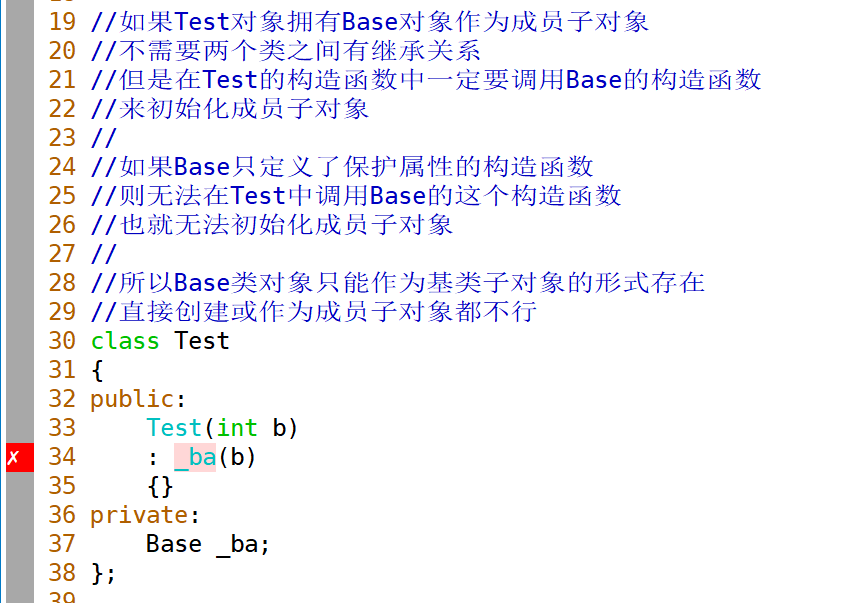 19 //如果Test对象拥有Base对象作为成员子对象
20 //不需要两个类之间有继承关系
21 //但是在Test的构造函数中一定要调用Base的构造函数
22 //来初始化成员子对象
23 //
24 //如果Base只定义了保护属性的构造函数
25 //则无法在Test中调用Base的这个构造函数
26 //也就无法初始化成员子对象
27 //
28 //所以Base类对象只能作为基类子对象的形式存在
29 //直接创建或作为成员子对象都不行
30 class Test
31 {
32 public:
33     Test(int b)
✗ 34     : _ba(b)
35     {}
36 private:
37     Base _ba;
38 };
39